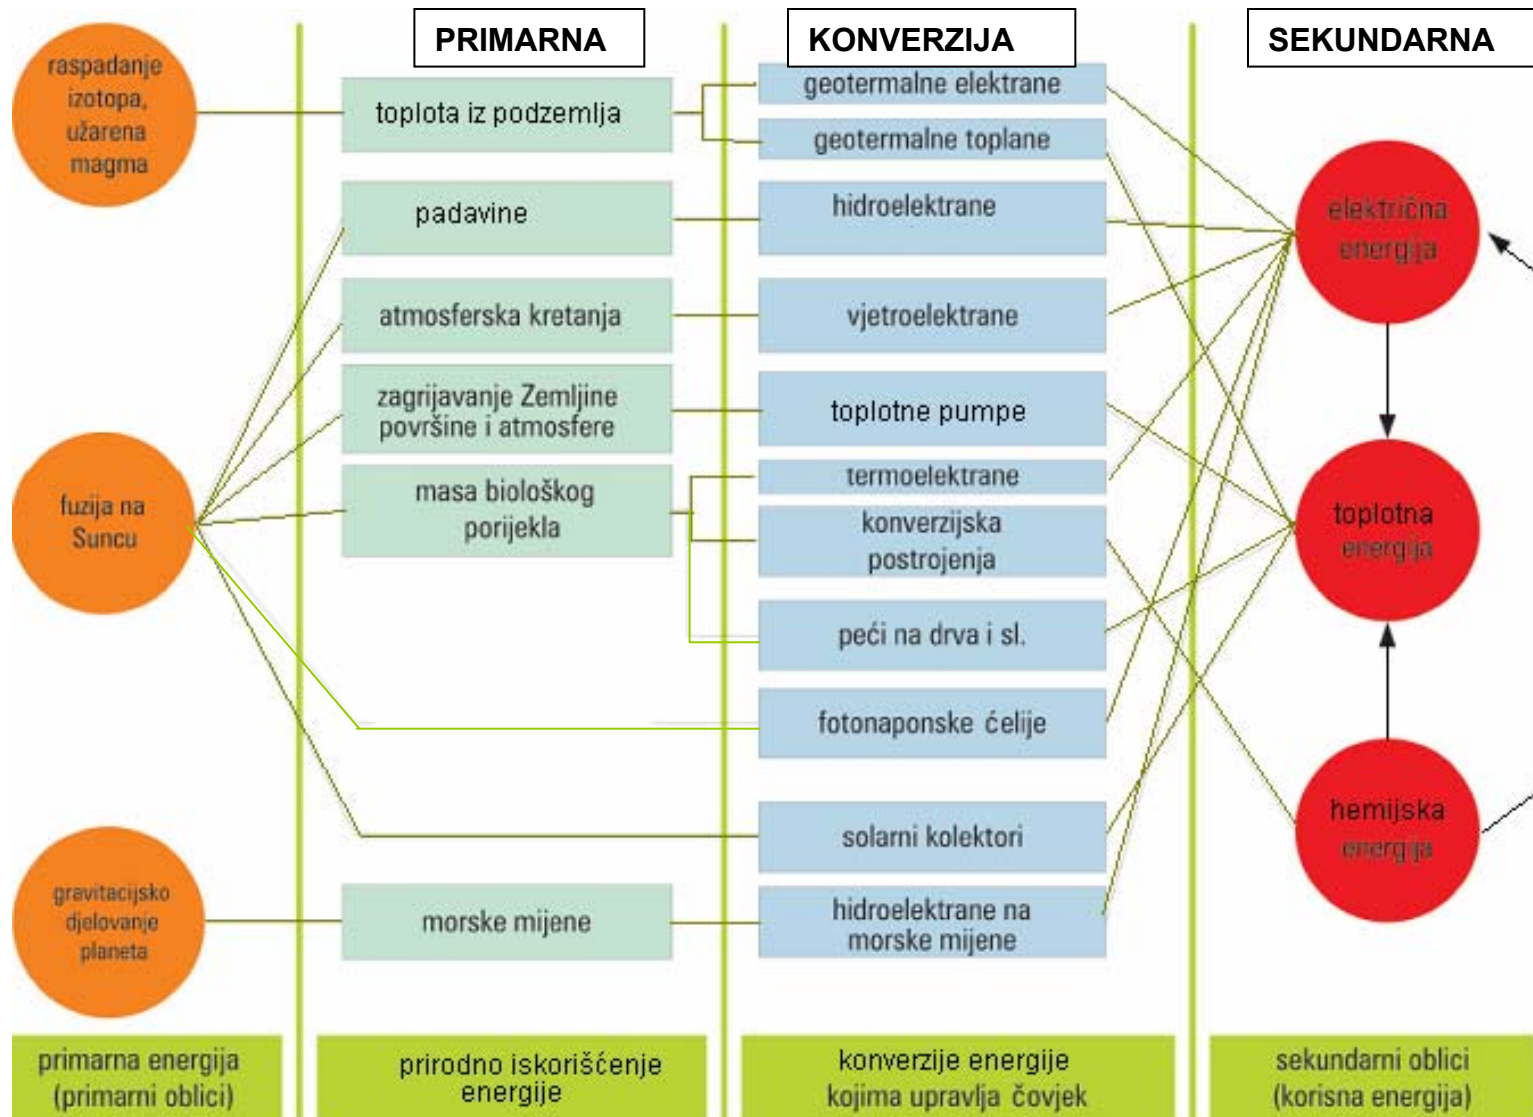 PRIMARNA
KONVERZIJA
SEKUNDARNA
raspadanje
izotopa,
užarena
magma
fuzija na
Suncu
gravitacijsko
djelovanje
planeta
toplota iz podzemlja
padavine
atmosferska kretanja
zagrijavanje Zemljine
površine i atmosfere
masa biološkog
porijekla
morske mijene
geotermalne elektrane
geotermalne toplane
hidroelektrane
vjetroelektrane
toplotne pumpe
termoelektrane
konverzijska
postrojenja
peći na drva i sl.
fotonaponske ćelije
solarni kolektori
hidroelektrane na
morske mijene
električna
energija
toplotna
energija
hemijska
energija
primarna energija
(primarni oblici)
prirodno iskorišćenje
energije
konverzije energije
kojima upravlja čovjek
sekundarni oblici
(korisna energija)